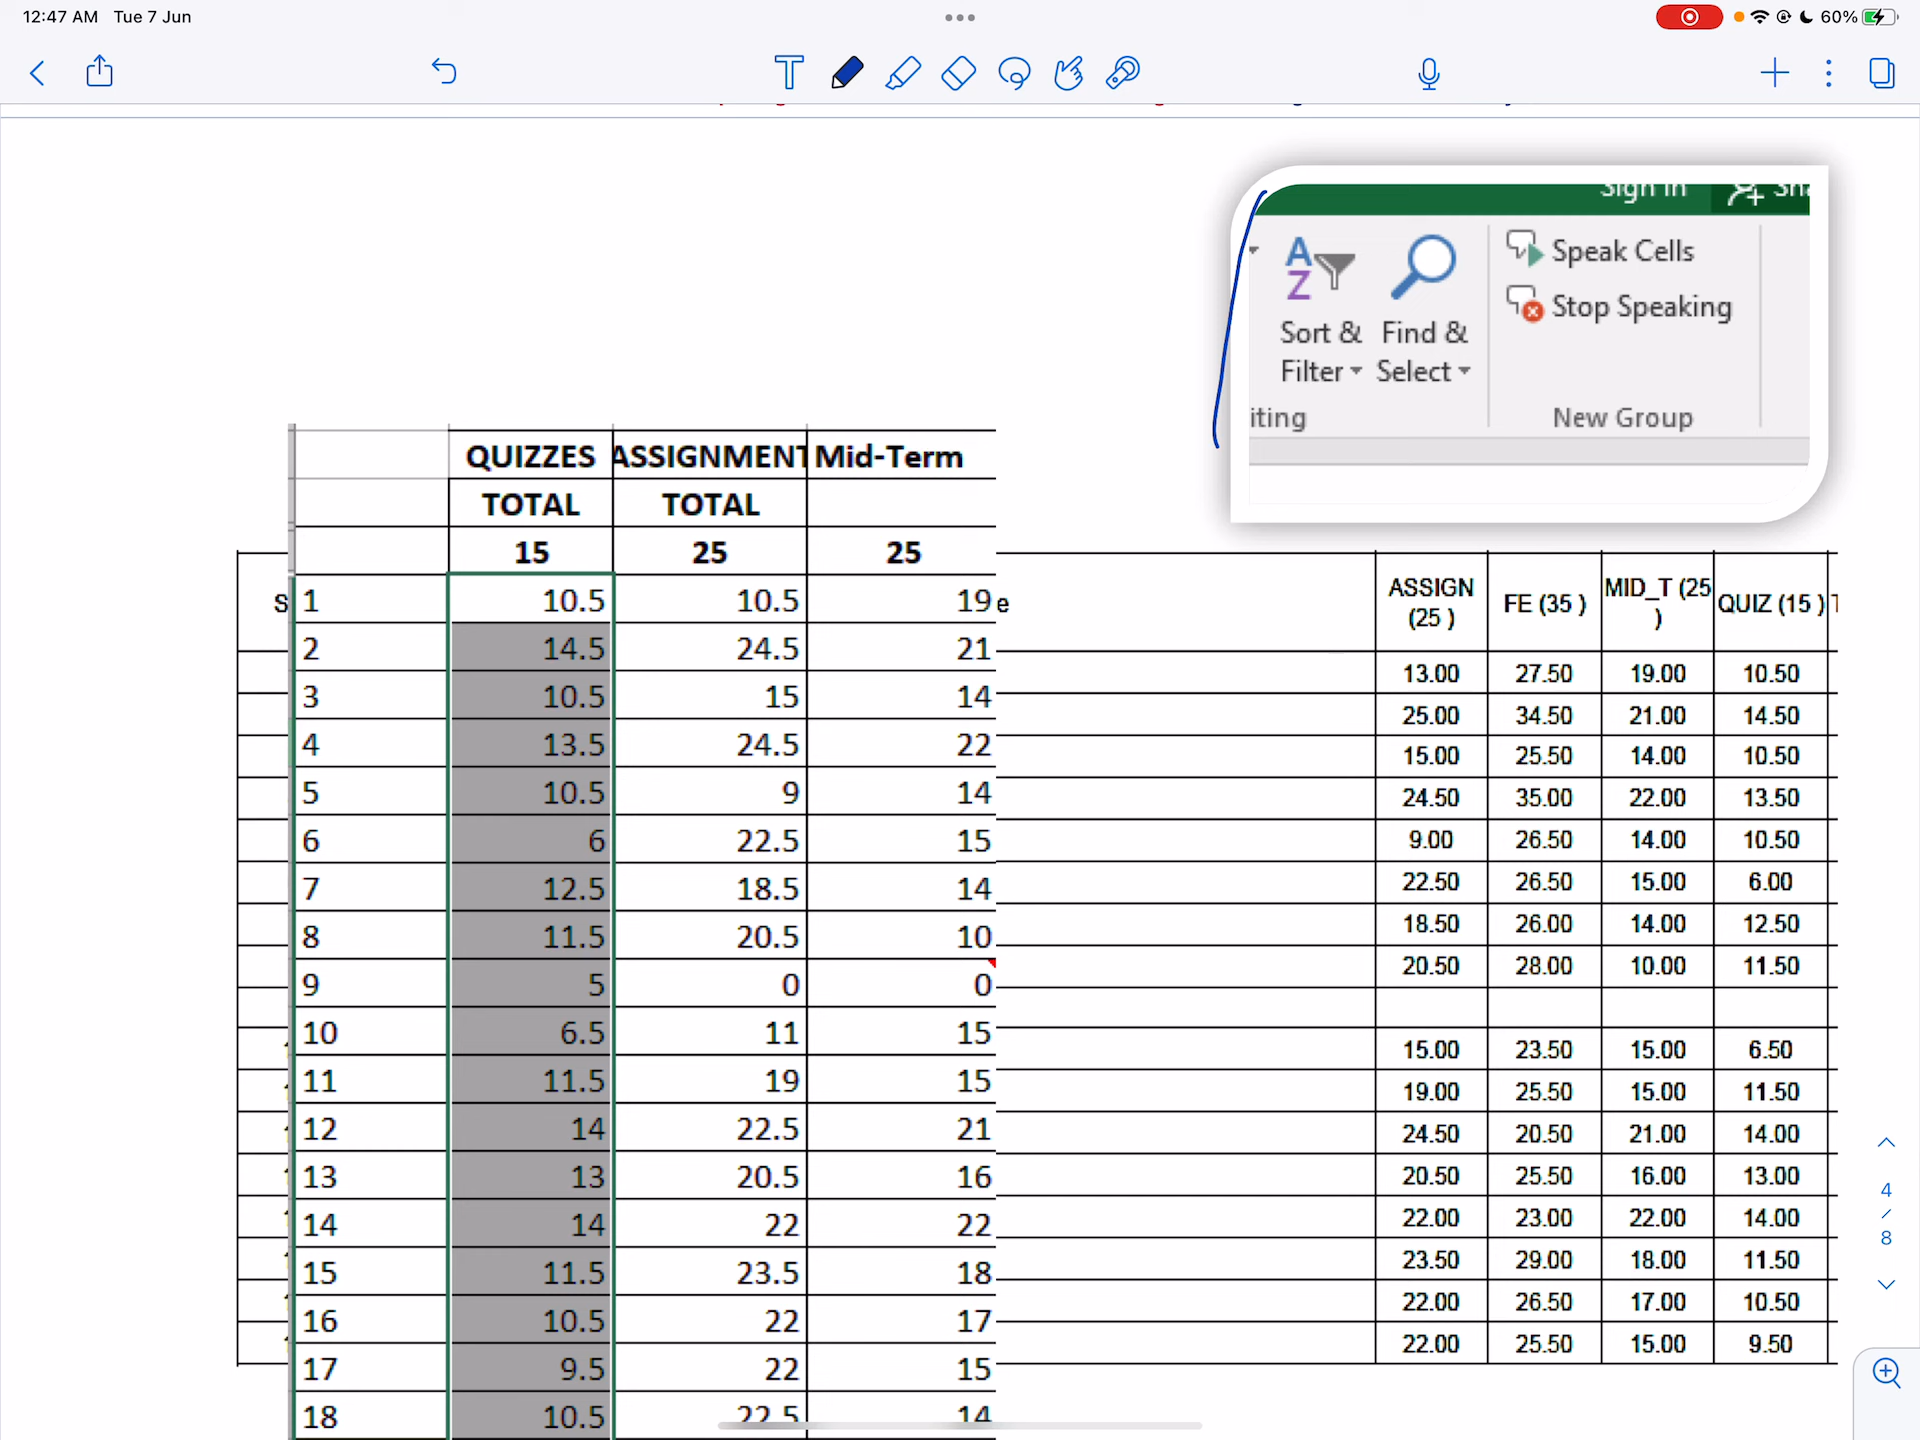 12:47 AM Tue 7 Jun
60%
Sign in
Speak Cells
Stop Speaking
Sort & Filter
Find & Select
iting
New Group
QUIZZES ASSIGNMENT Mid-Term
TOTAL TOTAL
15 25 25
1 10.5 10.5 19
2 14.5 24.5 21
3 10.5 15 14
4 13.5 24.5 22
5 10.5 9 14
6 6 22.5 15
7 12.5 18.5 14
8 11.5 20.5 10
9 5 0 0
10 6.5 11 15
11 11.5 19 15
12 14 22.5 21
13 13 20.5 16
14 14 22 22
15 11.5 23.5 18
16 10.5 22 17
17 9.5 22 15
18 10.5 22.5 14
S e ASSIGN (25 ) FE (35 ) MID_T (25 ) QUIZ (15 ) T
13.00 27.50 19.00 10.50
25.00 34.50 21.00 14.50
15.00 25.50 14.00 10.50
24.50 35.00 22.00 13.50
9.00 26.50 14.00 10.50
22.50 26.50 15.00 6.00
18.50 26.00 14.00 12.50
20.50 28.00 10.00 11.50
15.00 23.50 15.00 6.50
19.00 25.50 15.00 11.50
24.50 20.50 21.00 14.00
20.50 25.50 16.00 13.00
22.00 23.00 22.00 14.00
23.50 29.00 18.00 11.50
22.00 26.50 17.00 10.50
22.00 25.50 15.00 9.50
4
/
8